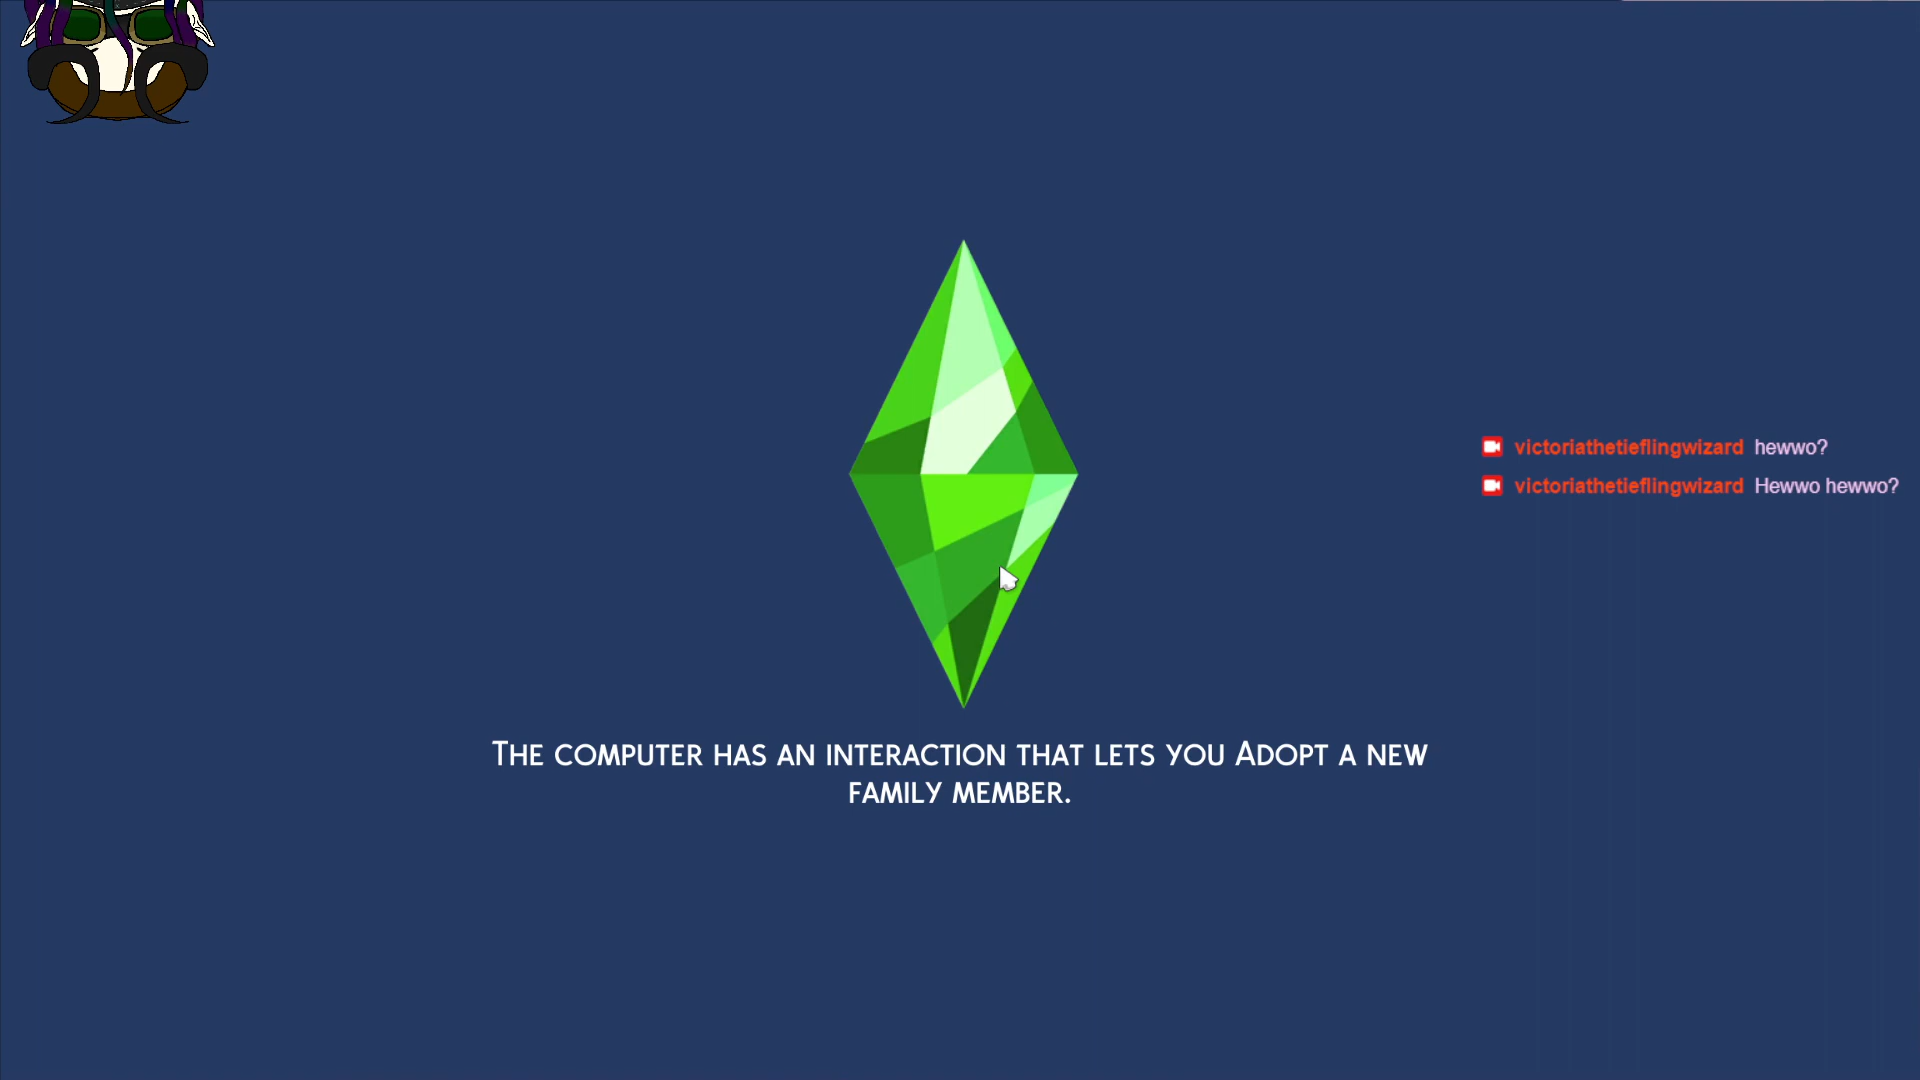 victoriathetieflingwizard hewwo?
victoriathetieflingwizard Hewwo hewwo?
The computer has an interaction that lets you Adopt a new
family member.